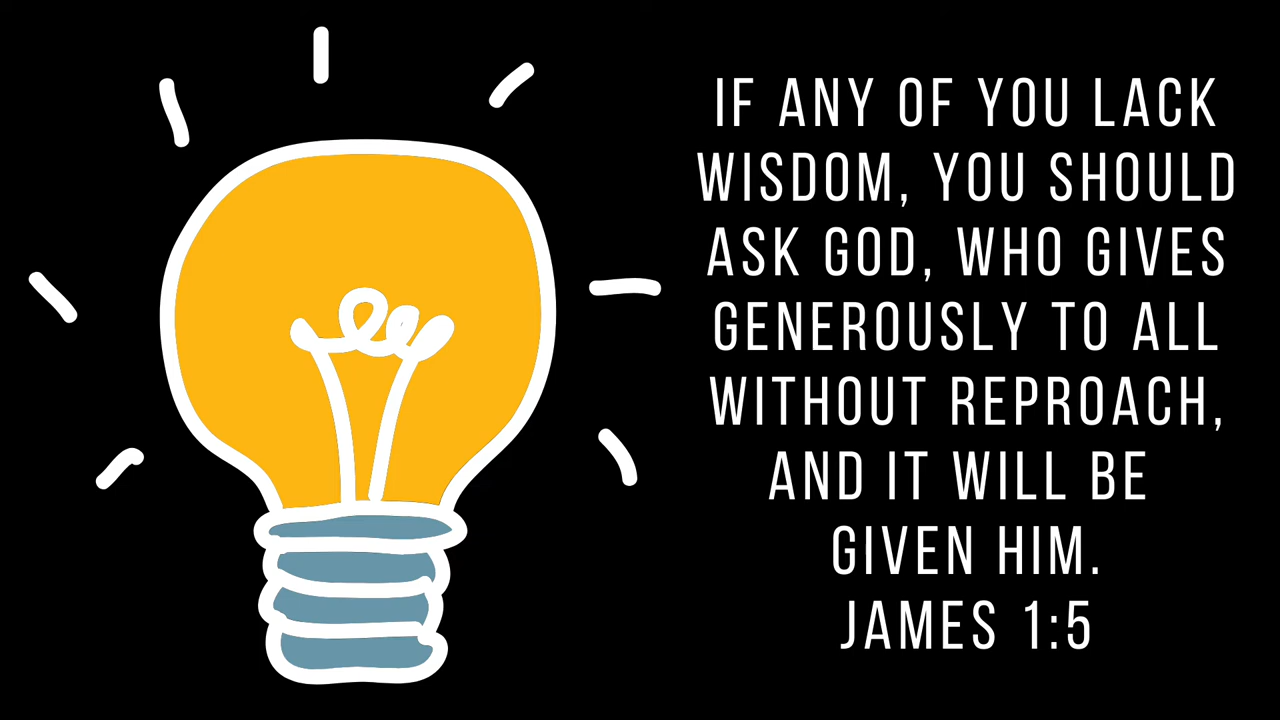 IF ANY OF YOU LACK
WISDOM, YOU SHOULD
ASK GOD, WHO GIVES
GENEROUSLY TO ALL
WITHOUT REPROACH,
AND IT WILL BE
GIVEN HIM.
JAMES 1:5